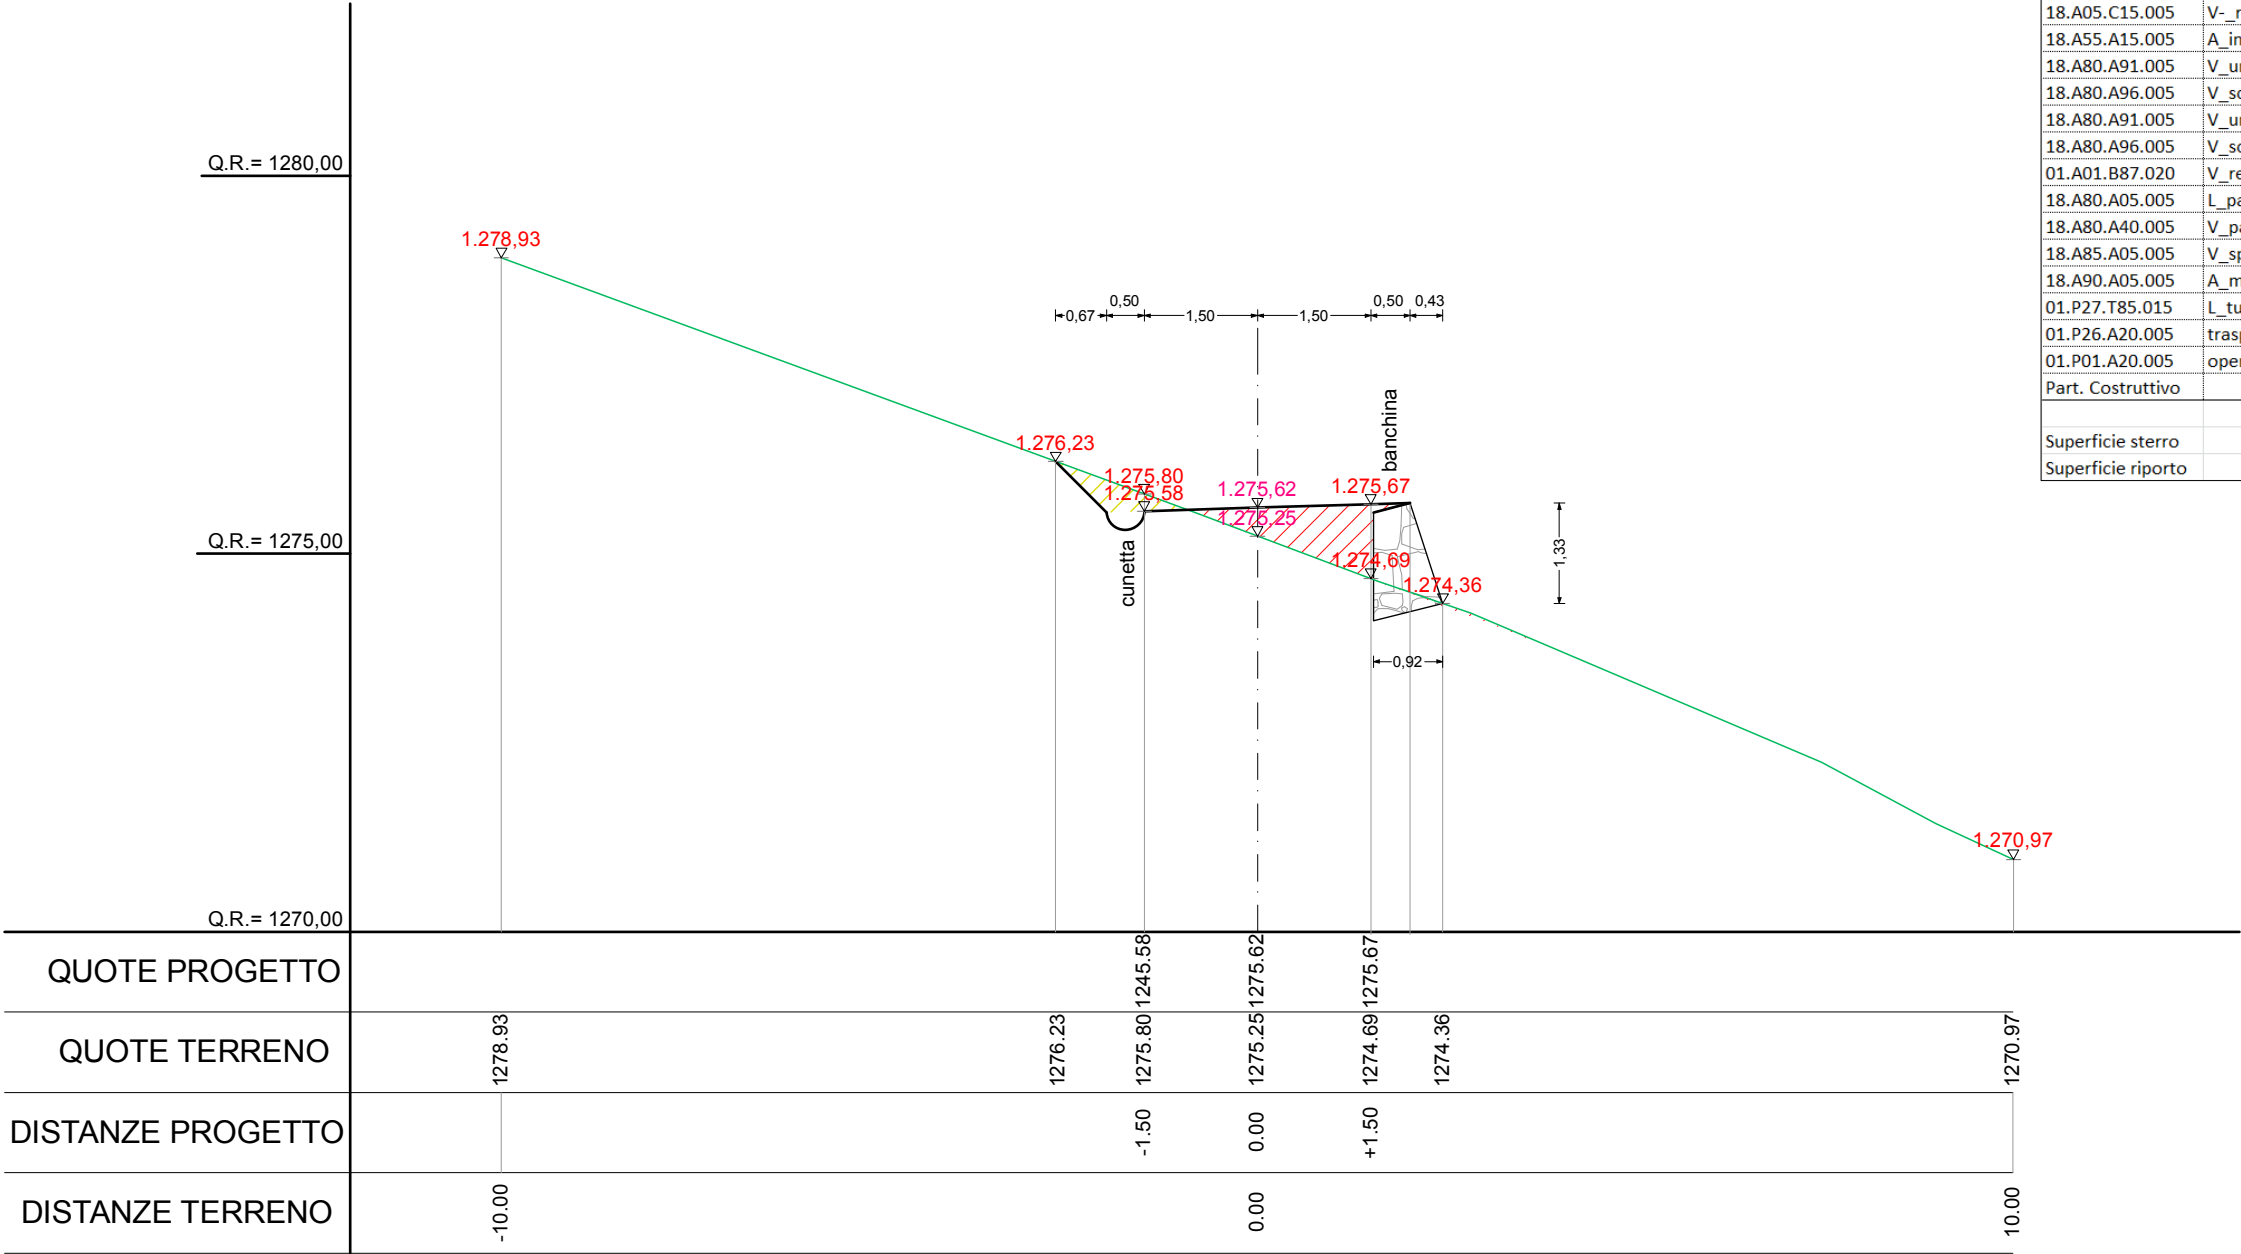 18.A05.C15.005
18.A55.A15.005
18.A80.A91.005
18.A80.A96.005
18.A80.A91.005
18.A80.A96.005
01.A01.B87.020
18.A80.A05.005
18.A80.A40.005
18.A85.A05.005
18.A90.A05.005
01.P27.T85.015
01.P26.A20.005
01.P01.A20.005
Part. Costruttivo
Superficie sterro
Superficie riporto
Q.R.= 1280,00
1.278,93
0,50 0,50 0,43
0,67 1,50 1,50
banchina
1.276,23
1.275,80
1.275,58
1.275,62
1.275,67
1.275,25
Q.R.= 1275,00
1,33
1.274,69
1.274,36
cunetta
0,92
1.270,97
Q.R.= 1270,00
QUOTE PROGETTO 1245.58 1275.62 1275.67
QUOTE TERRENO 1278.93 1276.23 1275.80 1275.25 1274.69 1274.36 1270.97
DISTANZE PROGETTO -1.50 0.00 +1.50
DISTANZE TERRENO -10.00 0.00 10.00